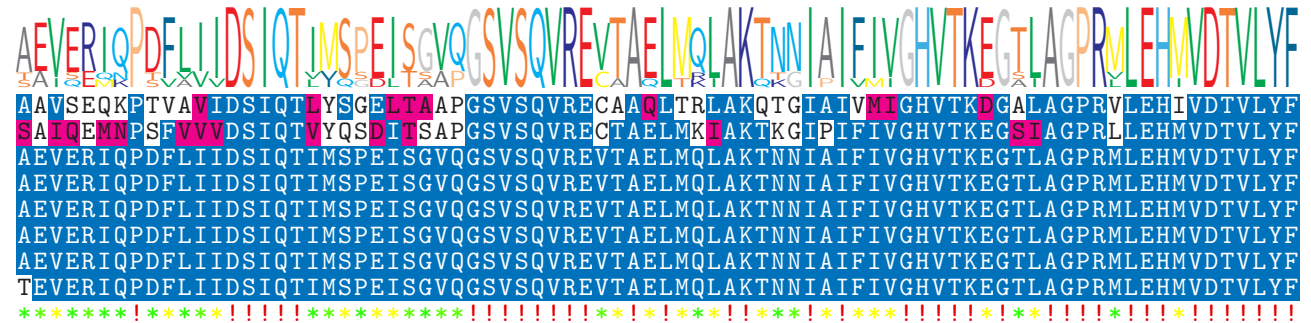 AEVERIQPDFLIIDSIQTIMSPEISGVQGSVSQVREVTAELMQLAKTNNIAIFIVGHVTKEGTLAGPRMLEHMVDTVLYF
AAVSEQKPTVAVIDSIQTLYSGELTAAPGSVSQVRECAAQLTRLAKQTGIAIVMIGHVTKDGALAGPRVLEHIVDTVLYF
SAIQEMNPSFVVVDSIQTVYQSDITSAPGSVSQVRECTAELMKIAKTKGIPIFIVGHVTKEGSIAGPRLLEHMVDTVLYF
AEVERIQPDFLIIDSIQTIMSPEISGVQGSVSQVREVTAELMQLAKTNNIAIFIVGHVTKEGTLAGPRMLEHMVDTVLYF
AEVERIQPDFLIIDSIQTIMSPEISGVQGSVSQVREVTAELMQLAKTNNIAIFIVGHVTKEGTLAGPRMLEHMVDTVLYF
AEVERIQPDFLIIDSIQTIMSPEISGVQGSVSQVREVTAELMQLAKTNNIAIFIVGHVTKEGTLAGPRMLEHMVDTVLYF
AEVERIQPDFLIIDSIQTIMSPEISGVQGSVSQVREVTAELMQLAKTNNIAIFIVGHVTKEGTLAGPRMLEHMVDTVLYF
AEVERIQPDFLIIDSIQTIMSPEISGVQGSVSQVREVTAELMQLAKTNNIAIFIVGHVTKEGTLAGPRMLEHMVDTVLYF
TEVERIQPDFLIIDSIQTIMSPEISGVQGSVSQVREVTAELMQLAKTNNIAIFIVGHVTKEGTLAGPRMLEHMVDTVLYF
*******!*****!!!!!**********!!!!!!!!**!*!***!!***!*!***!!!!!*!**!!!!*!!!*!!!!!!!